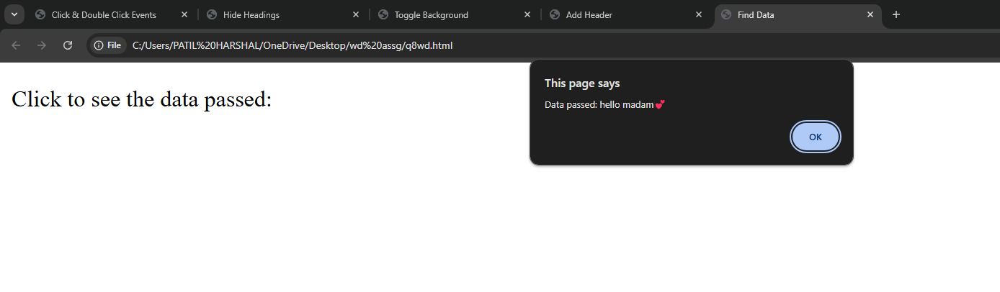 Click & Double Click Events
Hide Headings
Toggle Background
Add Header
Find Data
File C:/Users/PATIL%20HARSHAL/OneDrive/Desktop/wd%20assg/q8wd.html
Click to see the data passed:
This page says
Data passed: hello madam💕
OK